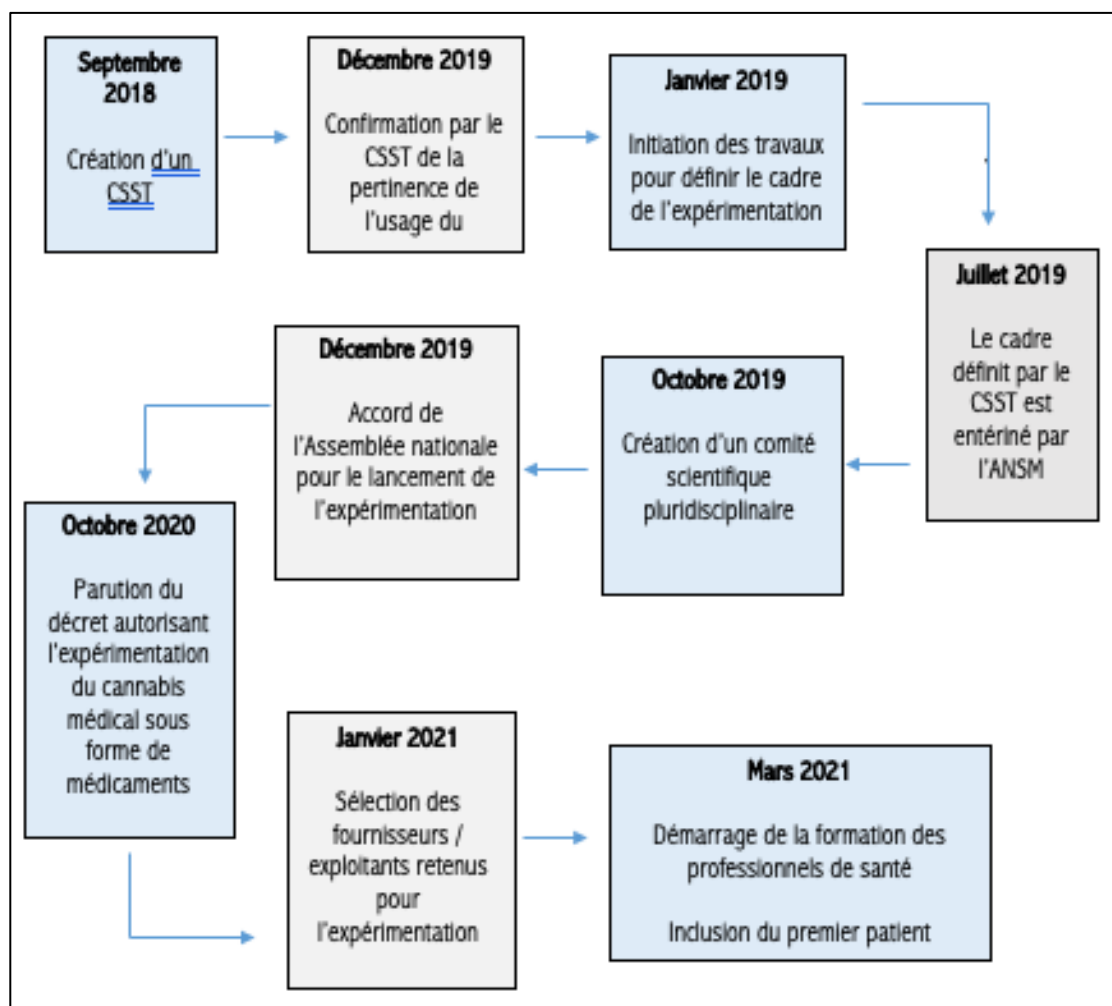 Septembre
2018
Création d'un
CSST
Décembre 2019
Confirmation par le
CSST de la
pertinence de
l'usage du
Janvier 2019
Initiation des travaux
pour définir le cadre
de l'expérimentation
Juillet 2019
Le cadre
définit par le
CSST est
entériné par
l'ANSM
Octobre 2019
Création d'un comité
scientifique
pluridisciplinaire
Décembre 2019
Accord de
l'Assemblée nationale
pour le lancement de
l'expérimentation
Octobre 2020
Parution du
décret autorisant
l'expérimentation
du cannabis
médical sous
forme de
médicaments
Janvier 2021
Sélection des
fournisseurs /
exploitants retenus
pour
l'expérimentation
Mars 2021
Démarrage de la formation des
professionnels de santé
Inclusion du premier patient